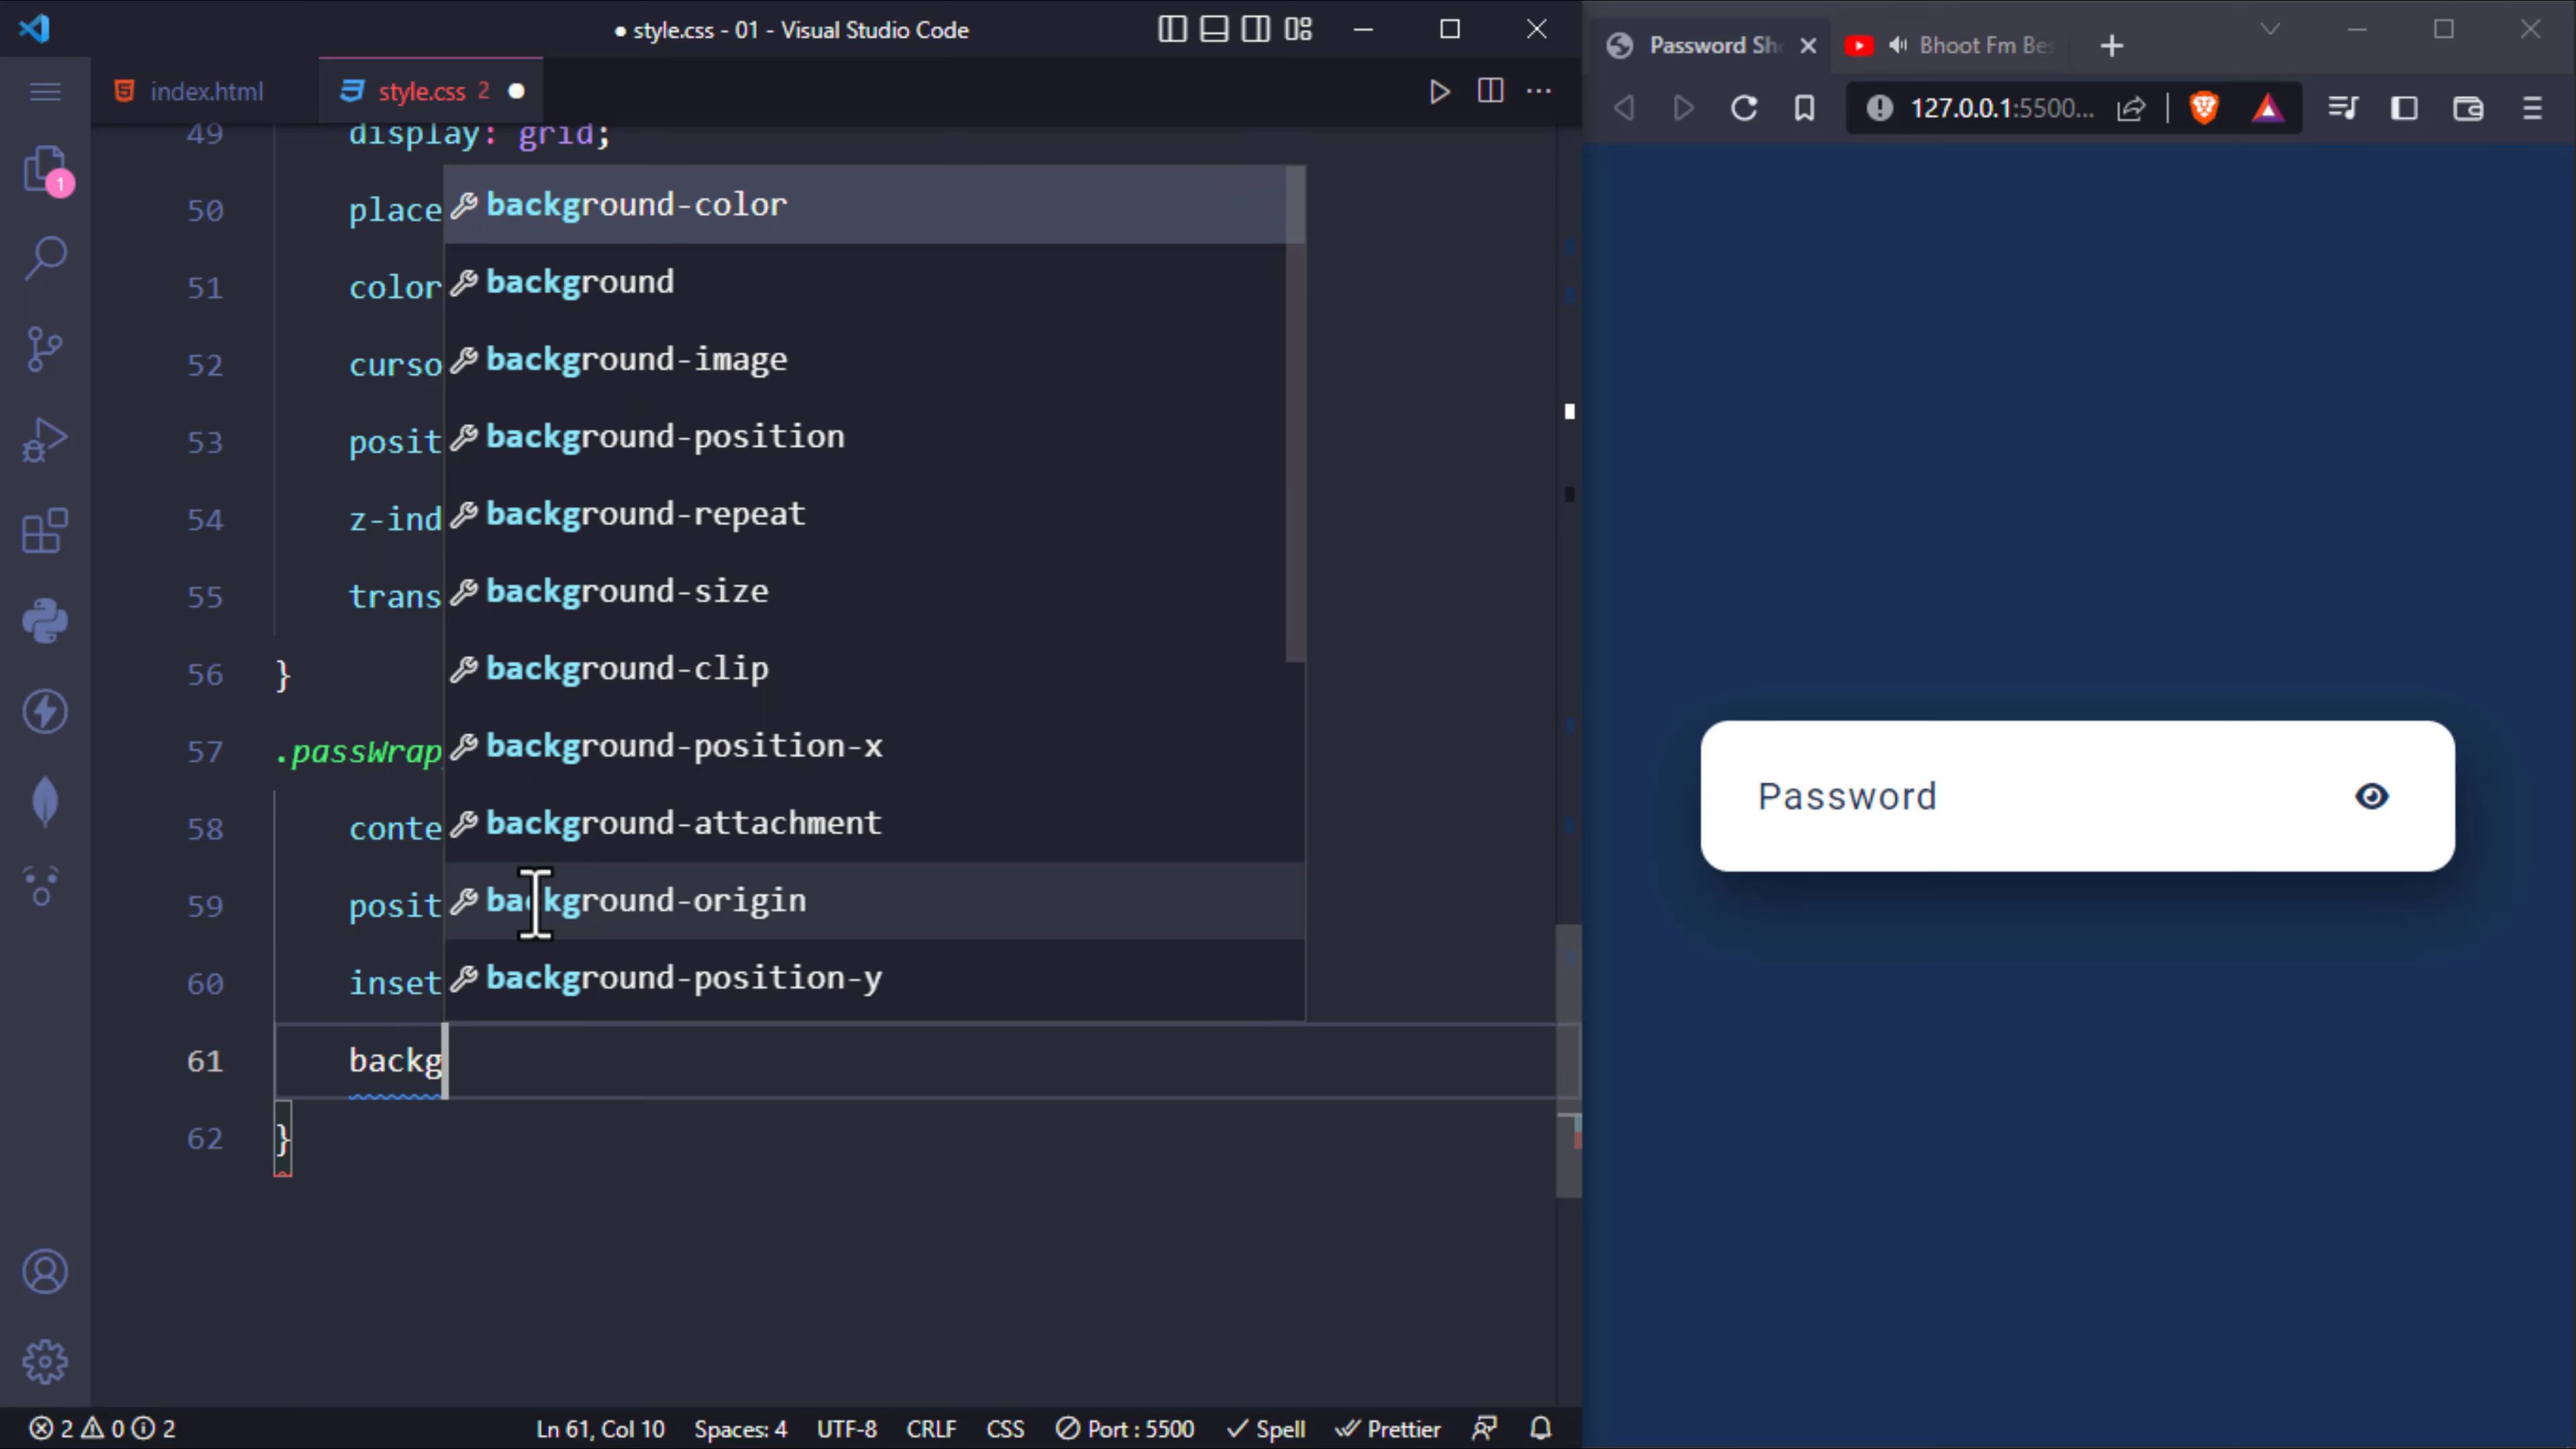 ● style.css - 01 - Visual Studio Code
index.html
style.css 2 ●
49 display: grid;
50 place
51 color
52 curso
53 posit
54 z-ind
55 trans
56 }
57 .passWrap
58 conte
59 posit
60 inset
61 backg
62 }
background-color
background
background-image
background-position
background-repeat
background-size
background-clip
background-position-x
background-attachment
background-origin
background-position-y
1
2 0 2
Ln 61, Col 10
Spaces: 4
UTF-8
CRLF
CSS
Port : 5500
Spell
Prettier
Password Sh
Bhoot Fm Bes
127.0.0.1:5500...
Password